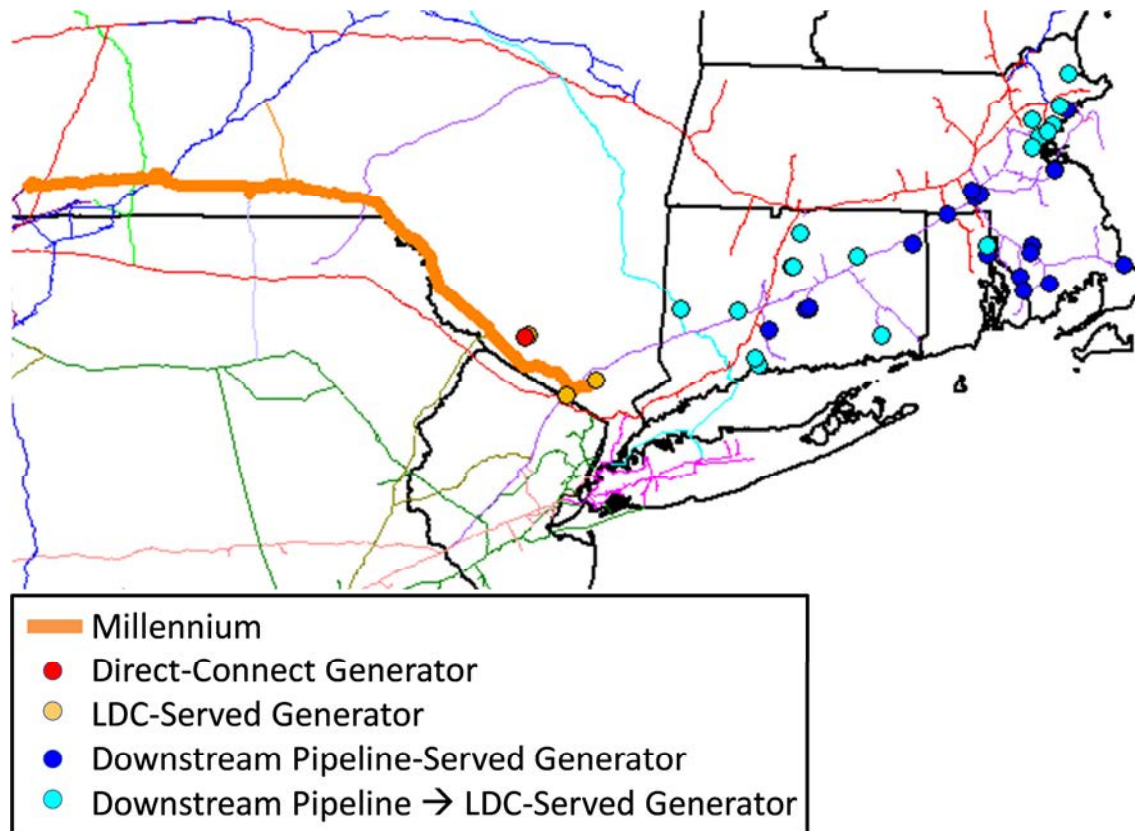 Millennium
Direct-Connect Generator
LDC-Served Generator
Downstream Pipeline-Served Generator
Downstream Pipeline → LDC-Served Generator